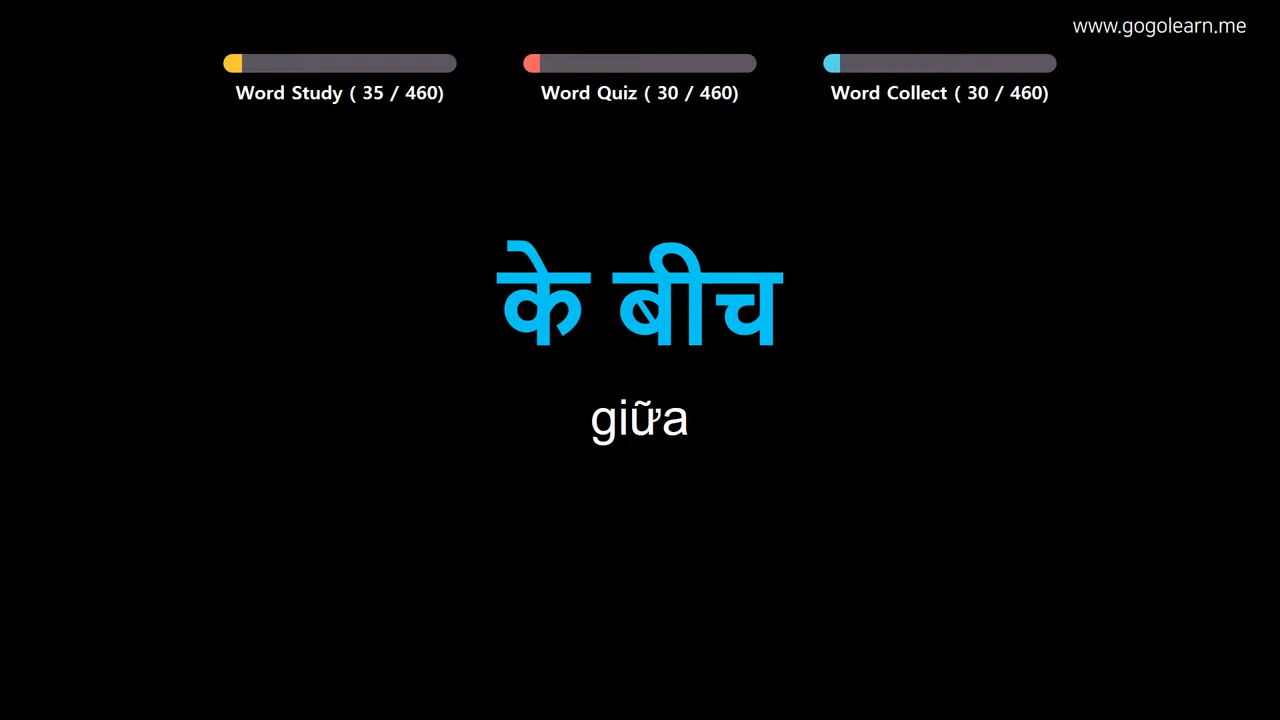 www.gogolearn.me
Word Study ( 35 / 460)
Word Quiz ( 30 / 460)
Word Collect ( 30 / 460)
के बीच
giữa